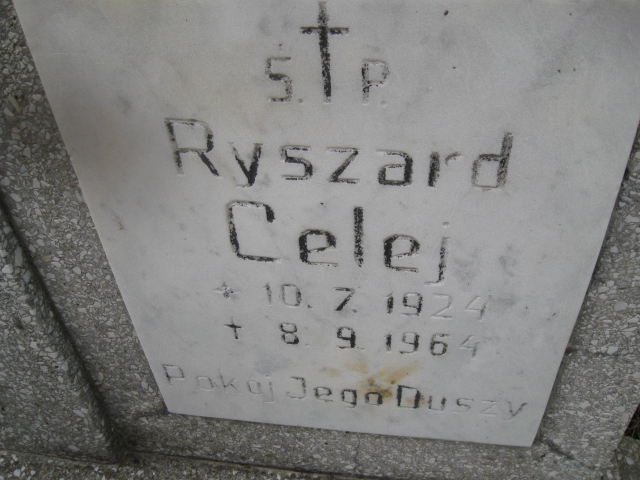 Ś. † P.
Ryszard
Celej
* 10. 7. 1924
† 8. 9. 1964
Pokój Jego Duszy